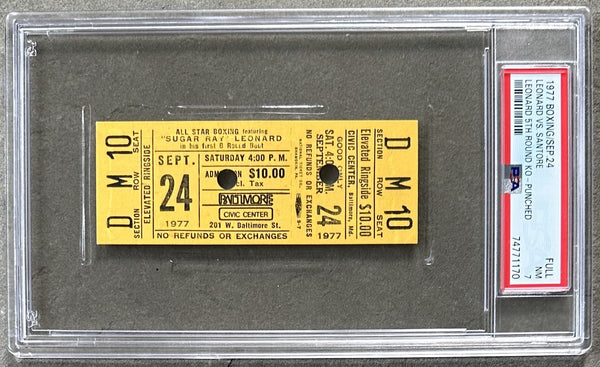 D M 10
SECTION ROW SEAT
ELEVATED RINGSIDE
SEPT.
24
1977
ALL STAR BOXING featuring
"SUGAR RAY" LEONARD
in his first 8 Round Bout
SATURDAY 4:00 P. M.
$10.00
Incl. Tax
BALTIMORE
CIVIC CENTER
201 W. Baltimore St.
NO REFUNDS OR EXCHANGES
NO REFUNDS OR EXCHANGES
SEPTEMBER 24 1977
SAT. 4:
GOOD ONLY
CIVIC CENTER, Baltimore, Md.
Elevated Ringside $10.00
SECTION ROW SEAT
D M 10
1977 BOXING/SEP.24
LEONARD VS. SANTORE
LEONARD 5TH ROUND KO-PUNCHED
FULL
NM
7
PSA
74771170